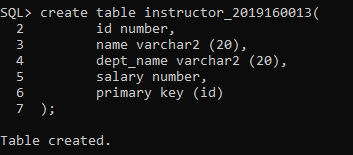 SQL> create table instructor_2019160013(
2 id number,
3 name varchar2 (20),
4 dept_name varchar2 (20),
5 salary number,
6 primary key (id)
7 );
Table created.